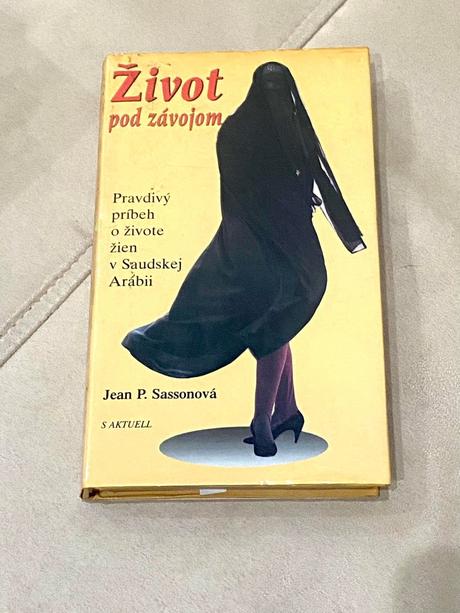 Život
pod závojom
Pravdivý
príbeh
o živote
žien
v Saudskej
Arábii
Jean P. Sassonová
S AKTUELL